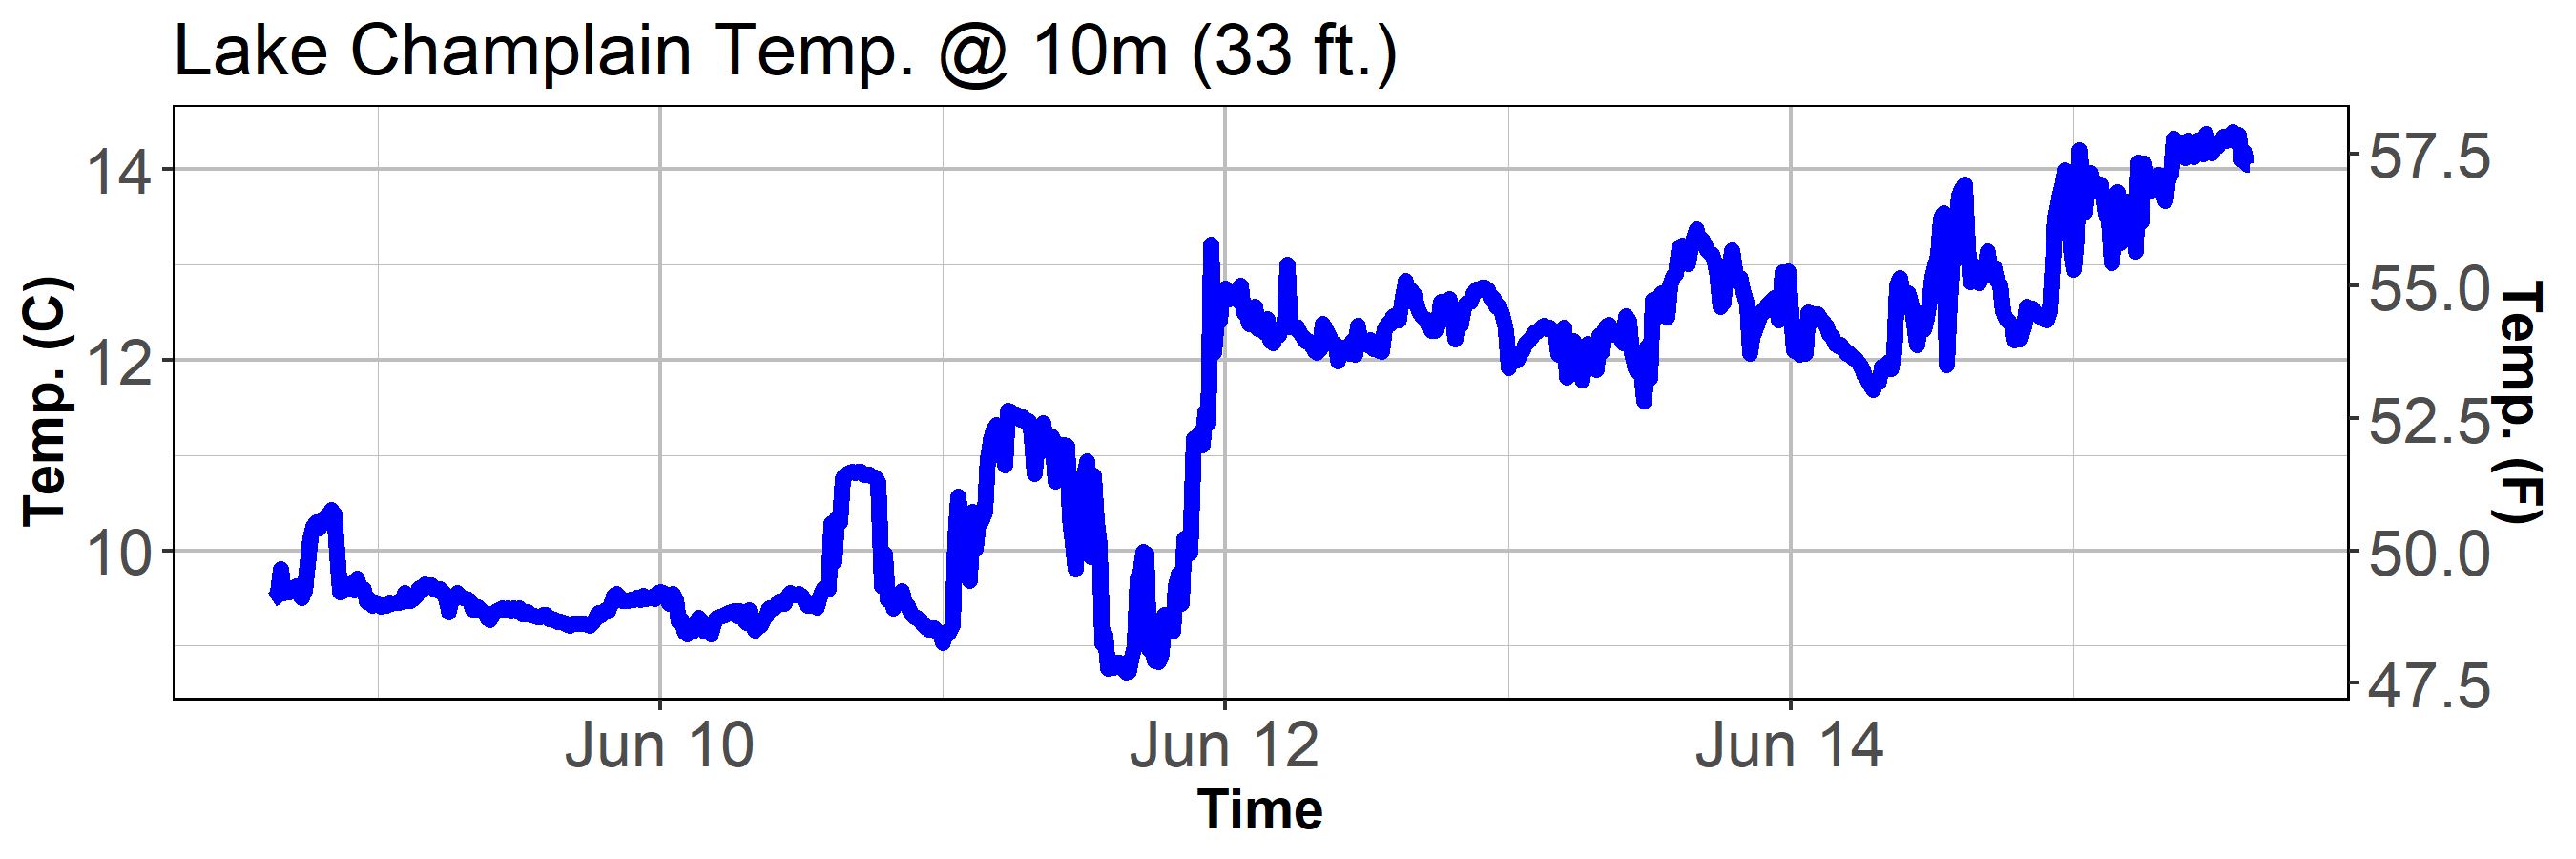 Lake Champlain Temp. @ 10m (33 ft.)
Temp. (C)
14
12
10
57.5
55.0
52.5
50.0
47.5
Temp. (F)
Jun 10
Jun 12
Jun 14
Time